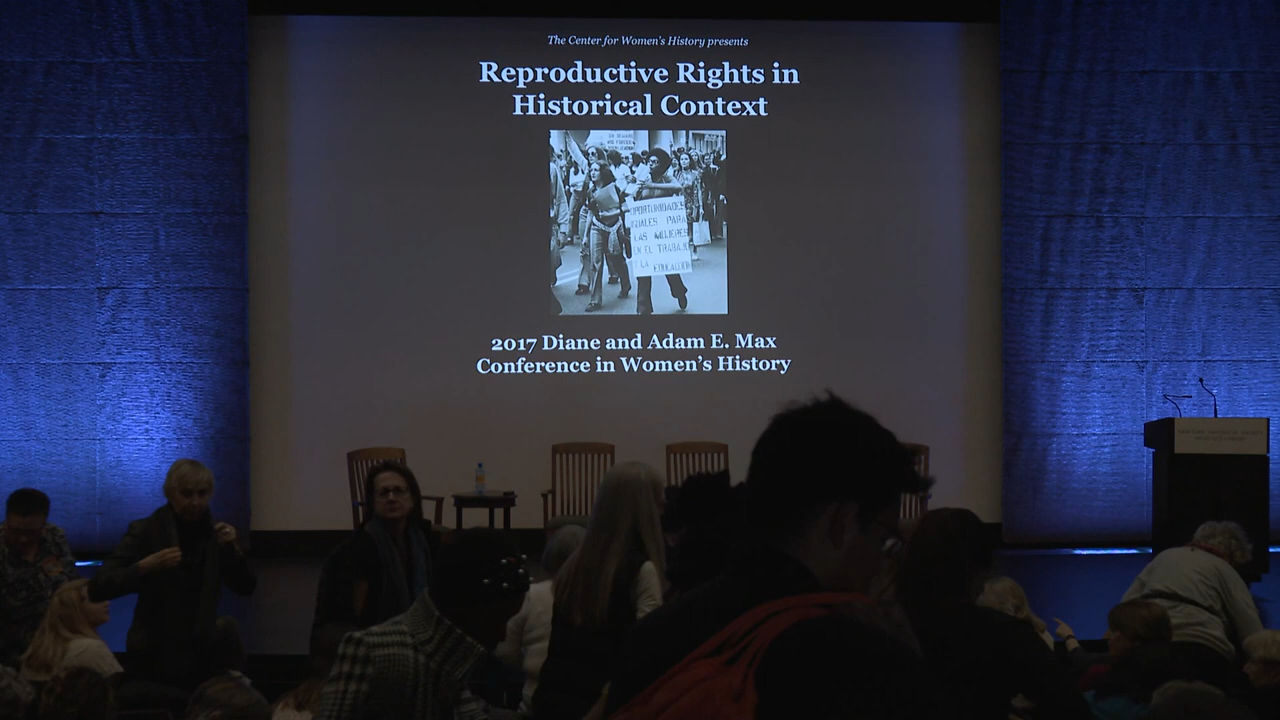 The Center for Women's History presents
Reproductive Rights in
Historical Context
OPORTUNIDADES
IGUALES PARA
LAS MUJERES
EN EL TRABAJO
Y LA EDUCACION
2017 Diane and Adam E. Max
Conference in Women's History